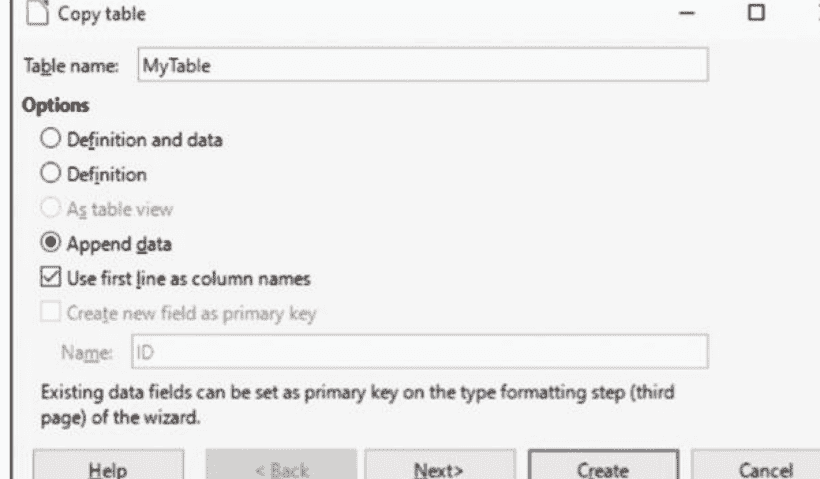 Copy table
Table name: MyTable
Options
Definition and data
Definition
As table view
Append data
Use first line as column names
Create new field as primary key
Name: ID
Existing data fields can be set as primary key on the type formatting step (third
page) of the wizard.
Help < Back Next> Create Cancel